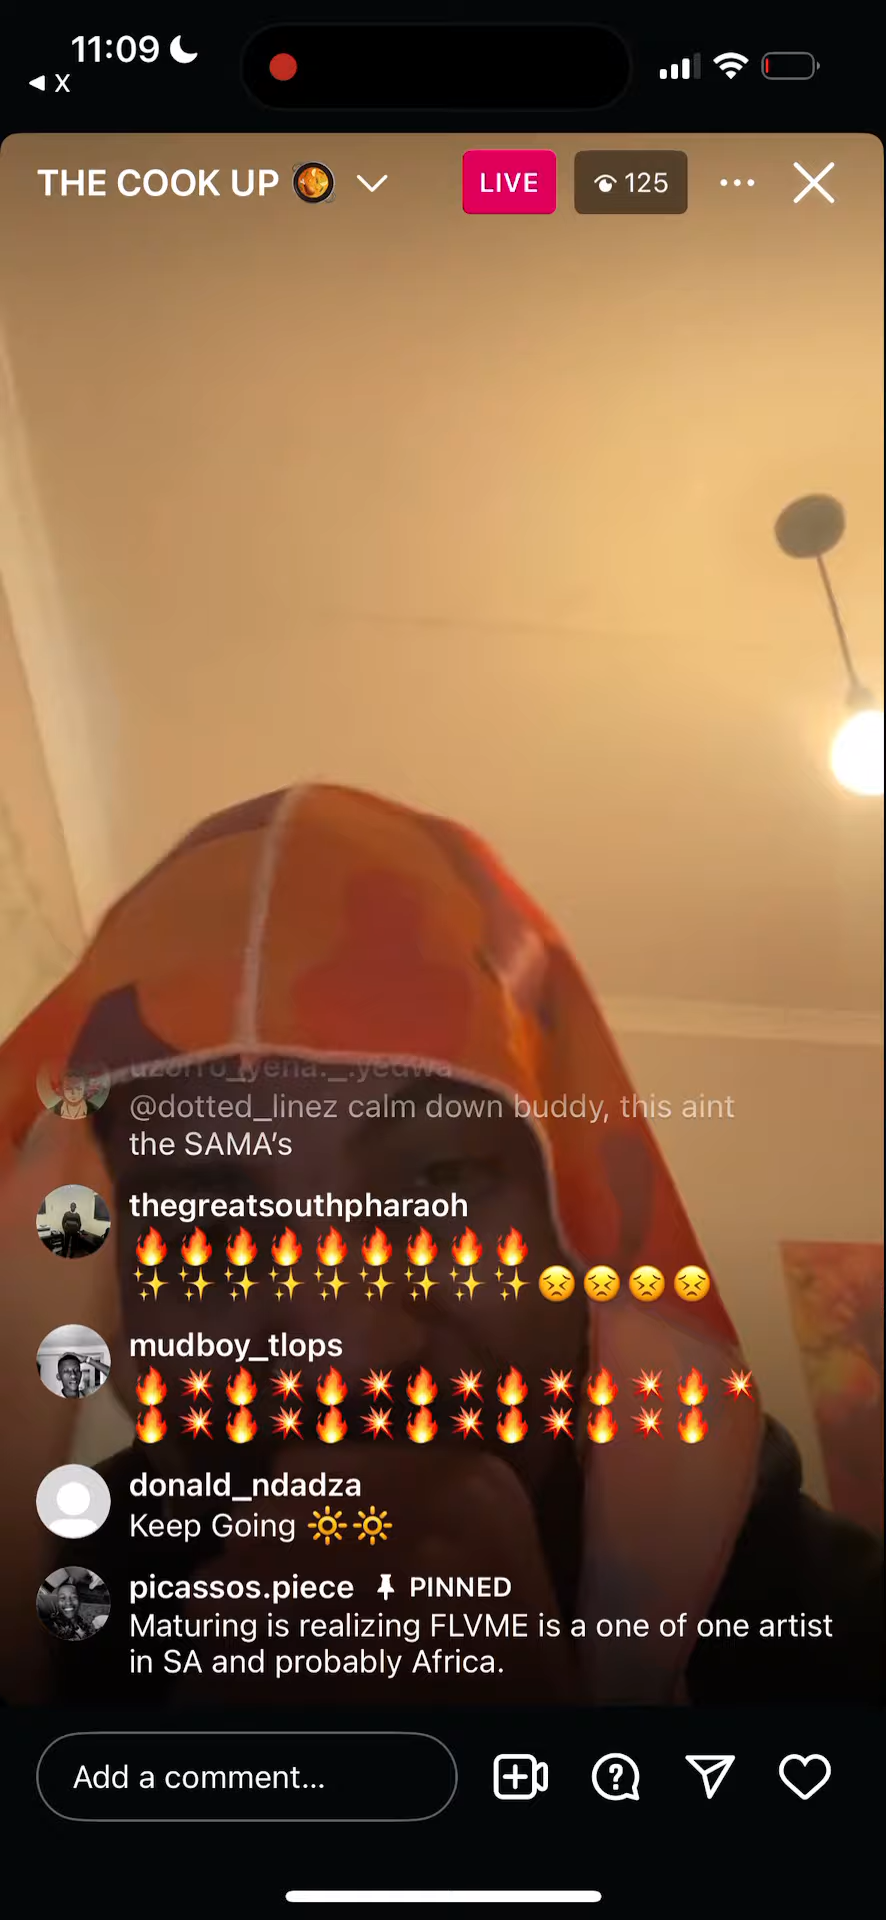 11:09
X
THE COOK UP
LIVE
125
uzorro_yena._.yedwa
@dotted_linez calm down buddy, this aint
the SAMA's
thegreatsouthpharaoh
🔥🔥🔥🔥🔥🔥🔥🔥🔥
✨✨✨✨✨✨✨✨✨😣😣😣😣
mudboy_tlops
🔥💥🔥💥🔥💥🔥💥🔥💥🔥💥🔥💥
🔥💥🔥💥🔥💥🔥💥🔥💥🔥💥🔥
donald_ndadza
Keep Going 🔆🔆
picassos.piece PINNED
Maturing is realizing FLVME is a one of one artist
in SA and probably Africa.
Add a comment...